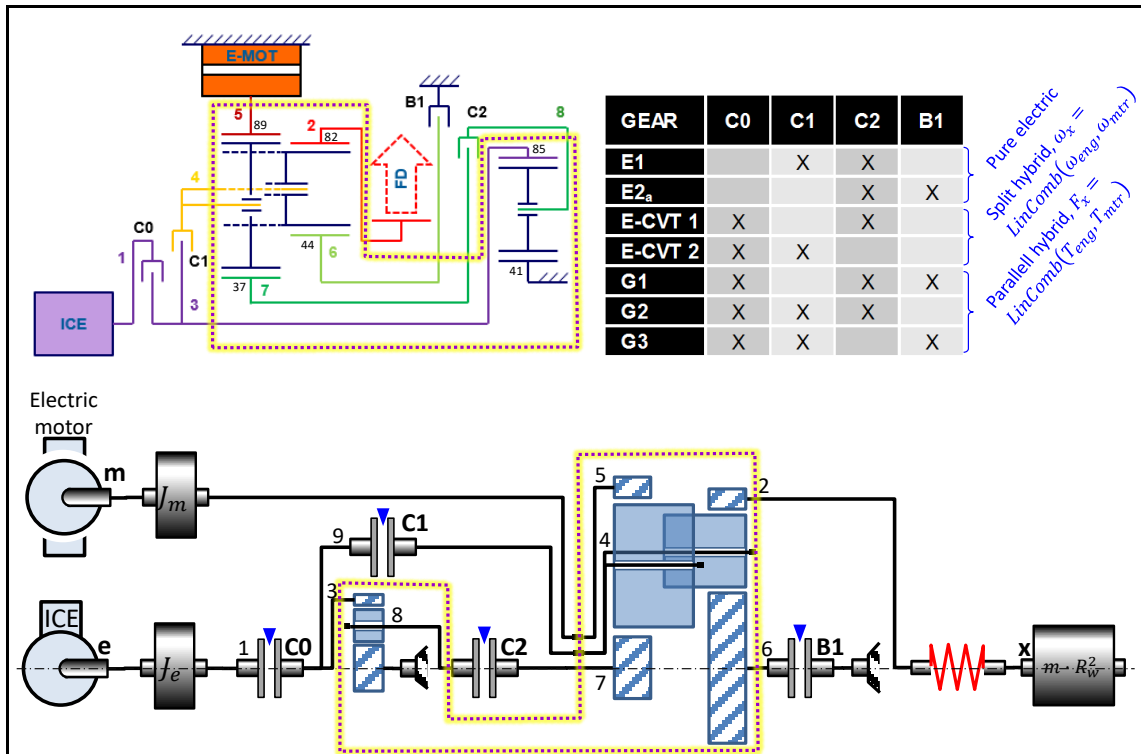 E-MOT
B1
C2
8
5
89
2
82
85
FD
4
C0
1
C1
44
6
41
37
7
3
ICE
GEAR C0 C1 C2 B1
E1 X X
E2a X X
E-CVT 1 X X
E-CVT 2 X X
G1 X X X
G2 X X X
G3 X X X
Pure electric
Split hybrid, ωx =
LinComb(ωeng, ωmtr)
Parallell hybrid, Fx =
LinComb(Teng, Tmtr)
Electric
motor
m
Jm
5
2
C1
9
4
3
8
ICE
e
Je
1
C0
C2
7
6
B1
x
m · Rw²